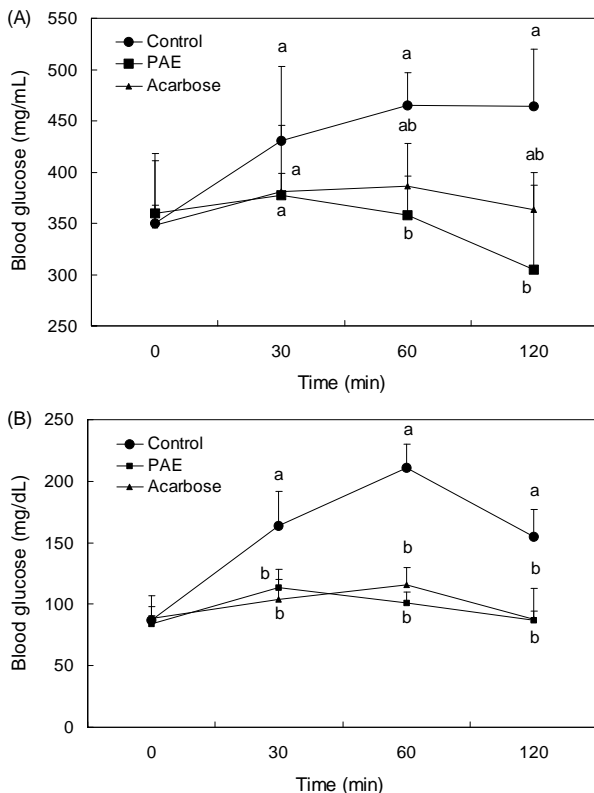 (A)
550
500
450
400
350
300
250
Blood glucose (mg/mL)
Control
PAE
Acarbose
a
a
a
a
a
ab
b
ab
b
0 30 60 120
Time (min)
(B)
250
200
150
100
50
0
Blood glucose (mg/dL)
Control
PAE
Acarbose
a
a
a
b
b
b
b
b
b
0 30 60 120
Time (min)